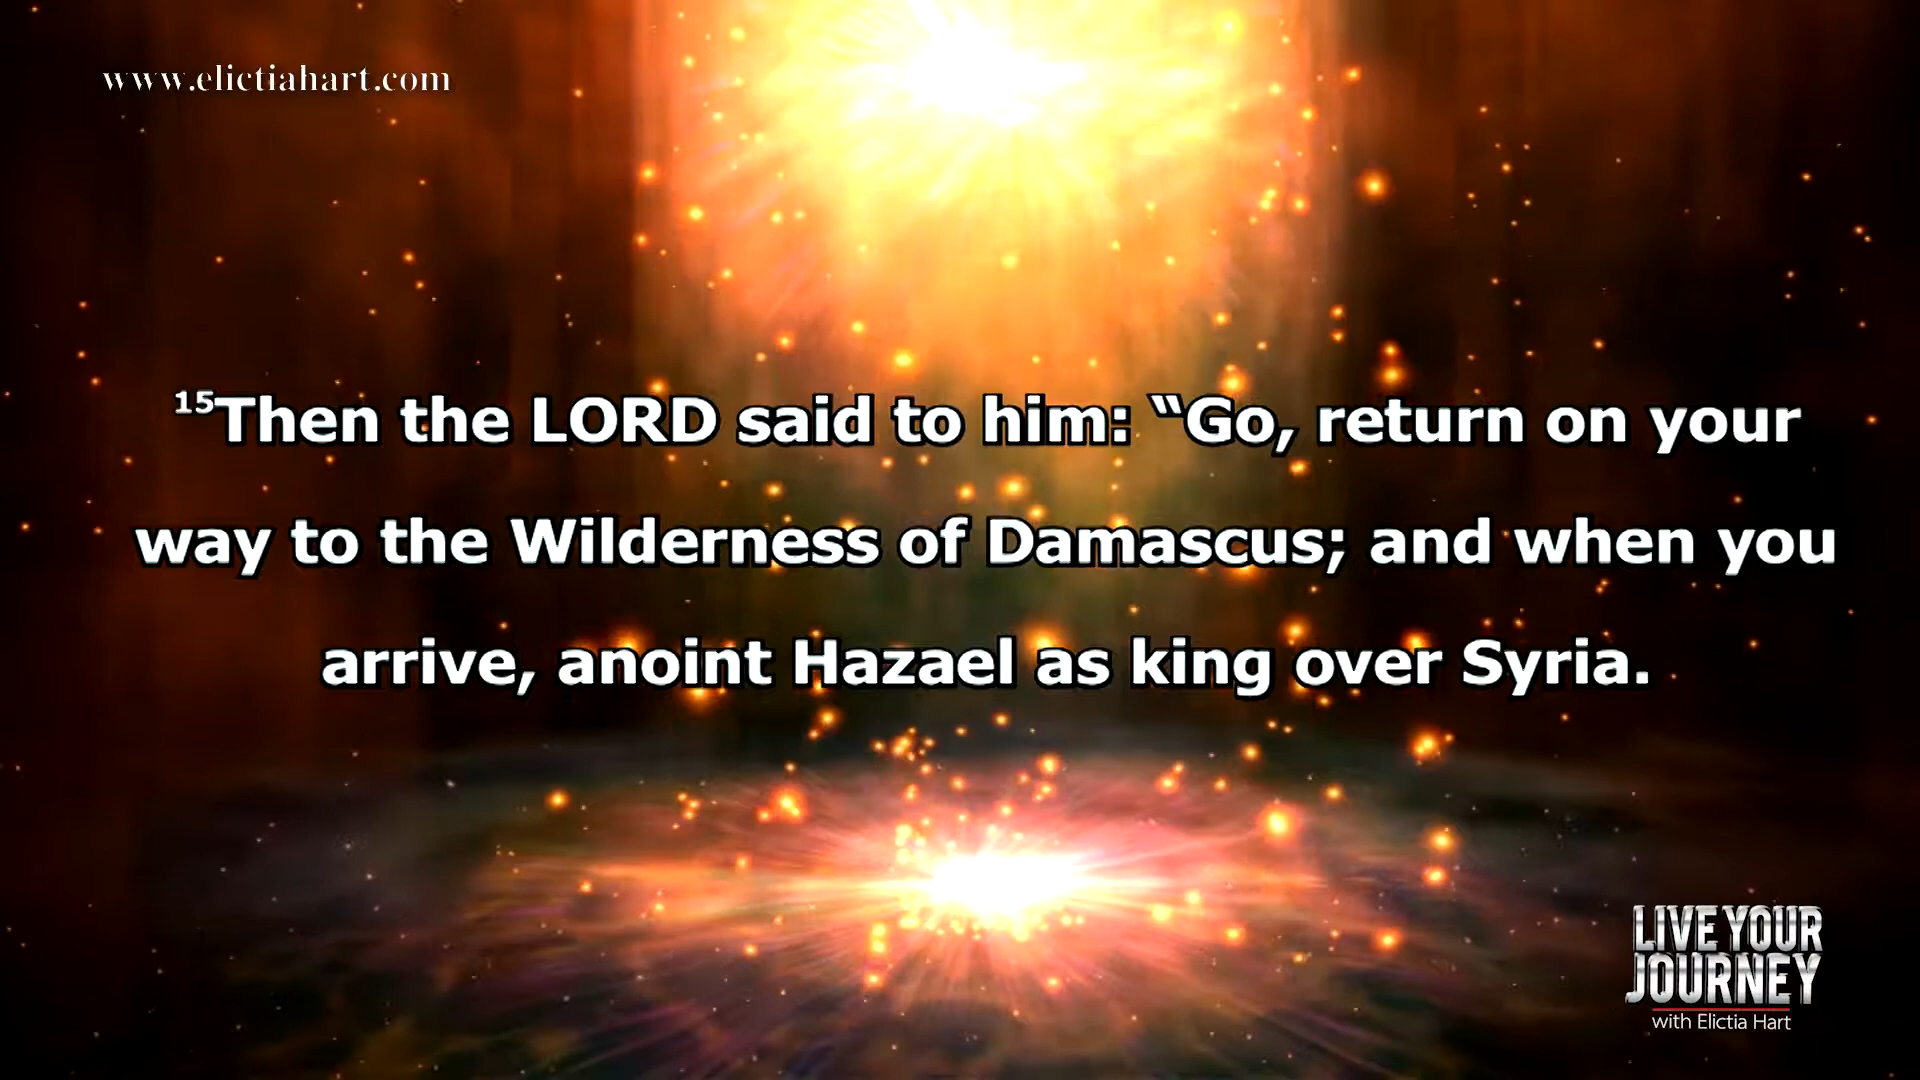 www.elictiahart.com
15Then the LORD said to him: “Go, return on your
way to the Wilderness of Damascus; and when you
arrive, anoint Hazael as king over Syria.
LIVE YOUR
JOURNEY
with Elictia Hart